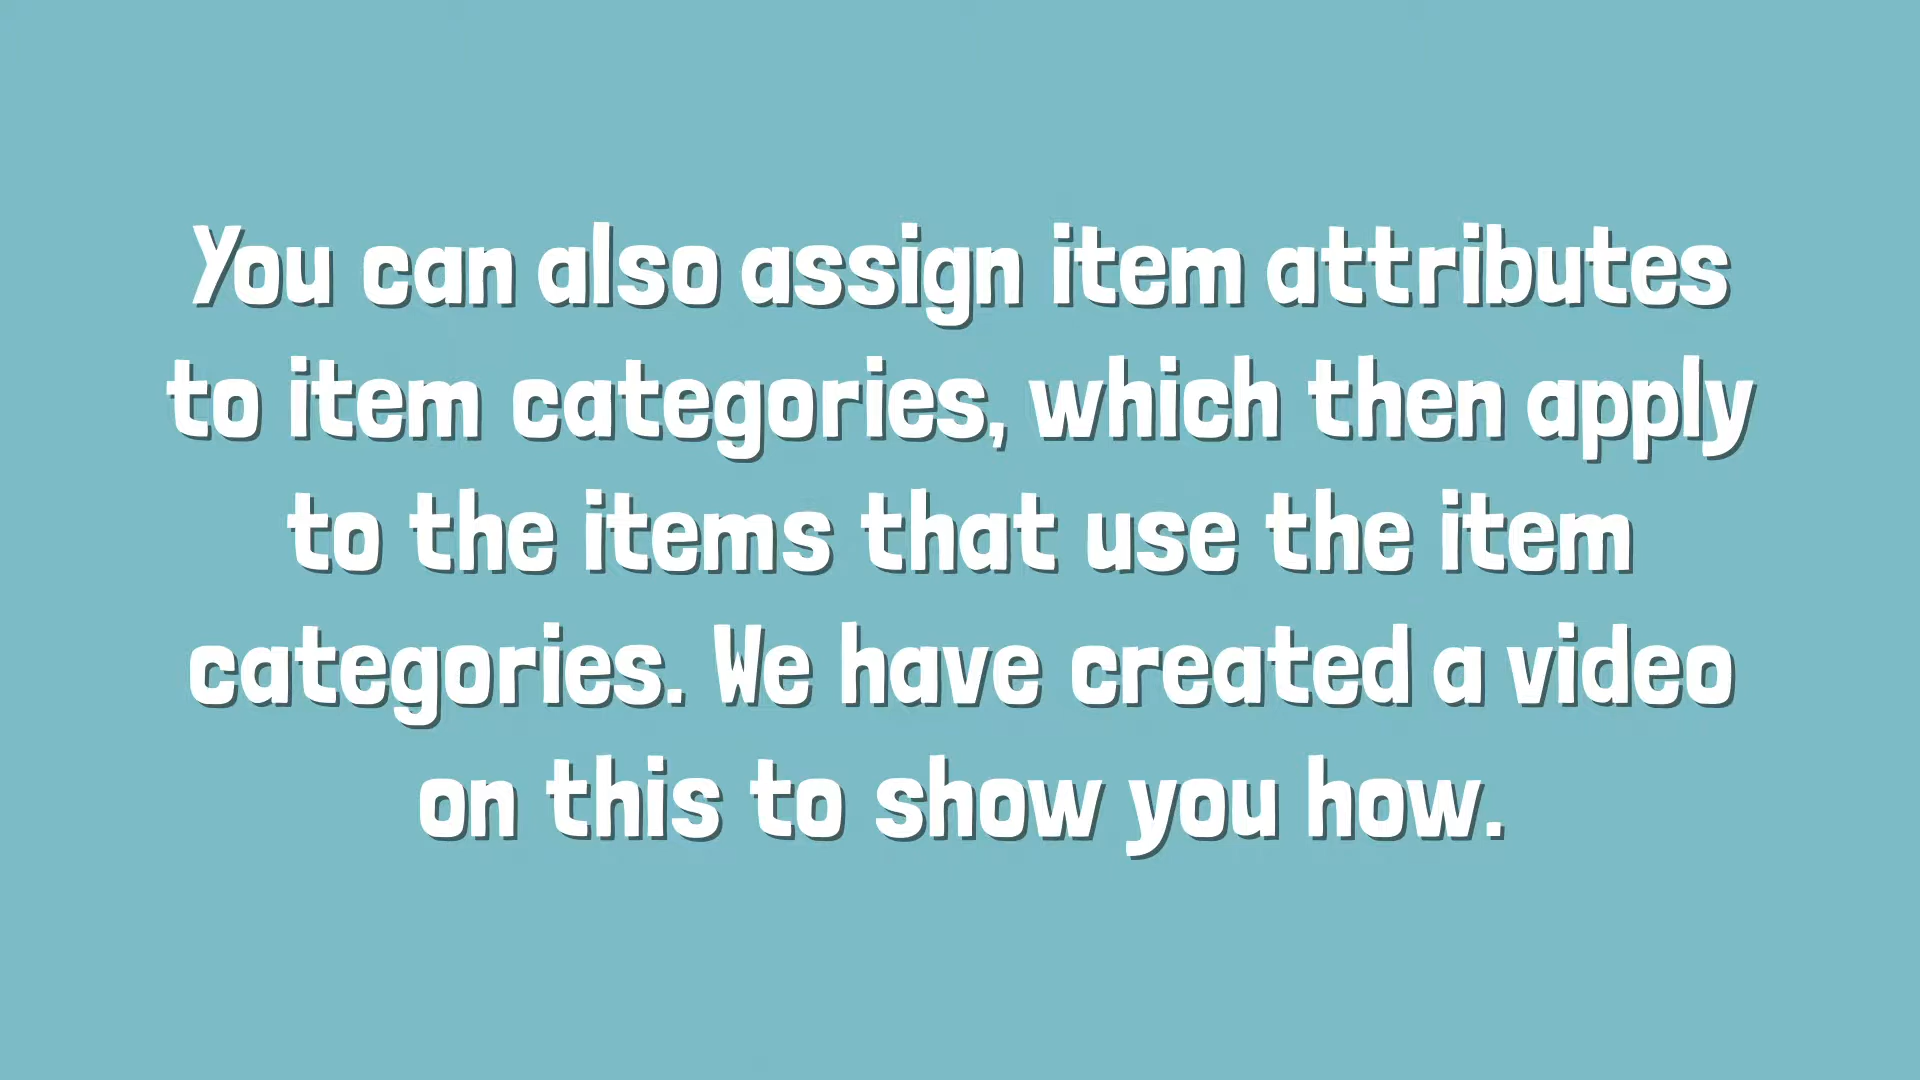 You can also assign item attributes
to item categories, which then apply
to the items that use the item
categories. We have created a video
on this to show you how.